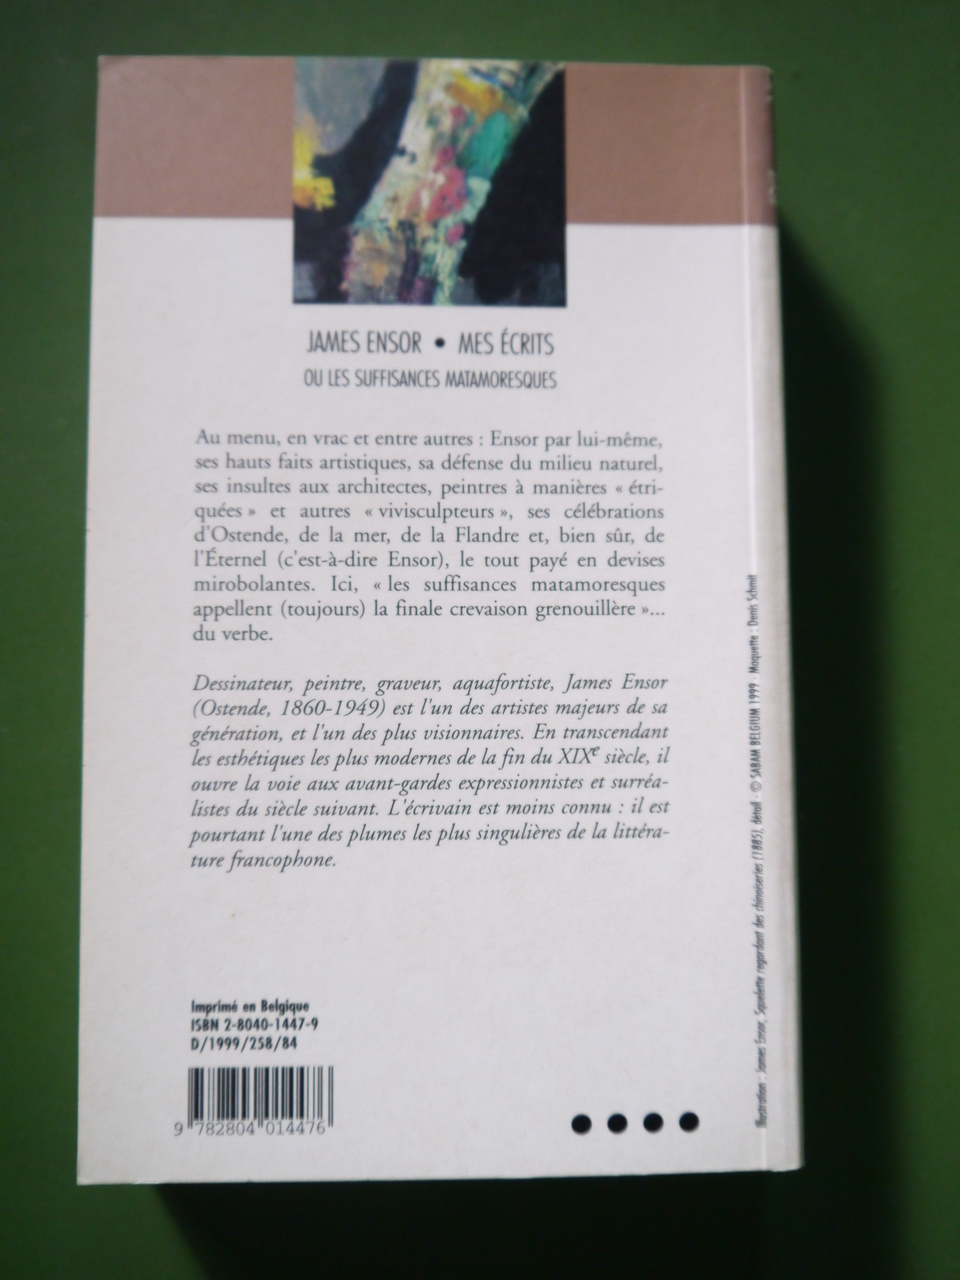 JAMES ENSOR • MES ÉCRITS
OU LES SUFFISANCES MATAMORESQUES
Au menu, en vrac et entre autres : Ensor par lui-même,
ses hauts faits artistiques, sa défense du milieu naturel,
ses insultes aux architectes, peintres à manières « étri-
quées » et autres « vivisculpteurs », ses célébrations
d'Ostende, de la mer, de la Flandre et, bien sûr, de
l'Éternel (c'est-à-dire Ensor), le tout payé en devises
mirobolantes. Ici, « les suffisances matamoresques
appellent (toujours) la finale crevaison grenouillère »...
du verbe.
Dessinateur, peintre, graveur, aquafortiste, James Ensor
(Ostende, 1860-1949) est l'un des artistes majeurs de sa
génération, et l'un des plus visionnaires. En transcendant
les esthétiques les plus modernes de la fin du XIXe siècle, il
ouvre la voie aux avant-gardes expressionnistes et surréa-
listes du siècle suivant. L'écrivain est moins connu : il est
pourtant l'une des plumes les plus singulières de la littéra-
ture francophone.
Imprimé en Belgique
ISBN 2-8040-1447-9
D/1999/258/84
9 782804 014476
Illustration : James Ensor, Squelette regardant des chinoiseries (1885), détail - © SABAM BELGIUM 1999 - Maquette : Denis Schmit